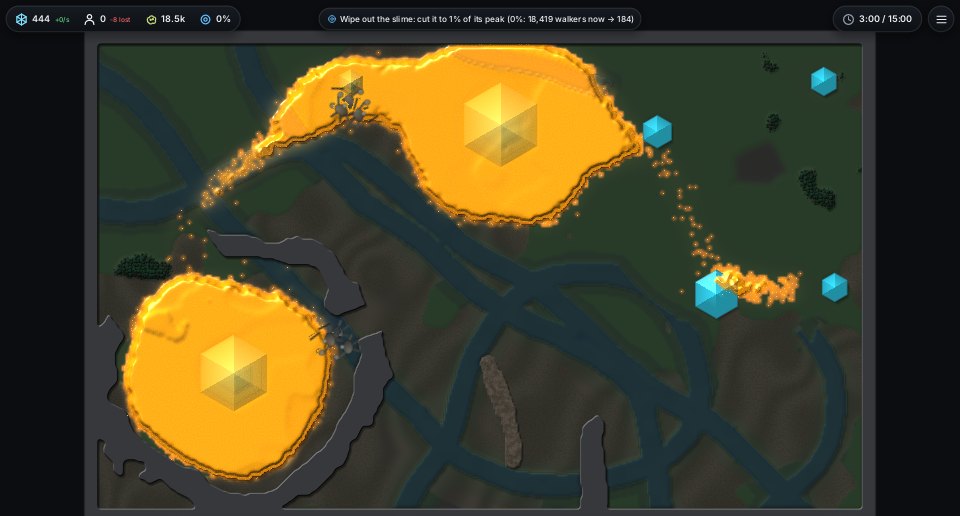 444 +0/s 0 -8 lost 18.5k 0% Wipe out the slime: cut it to 1% of its peak (0%: 18,419 walkers now → 184) 3:00 / 15:00